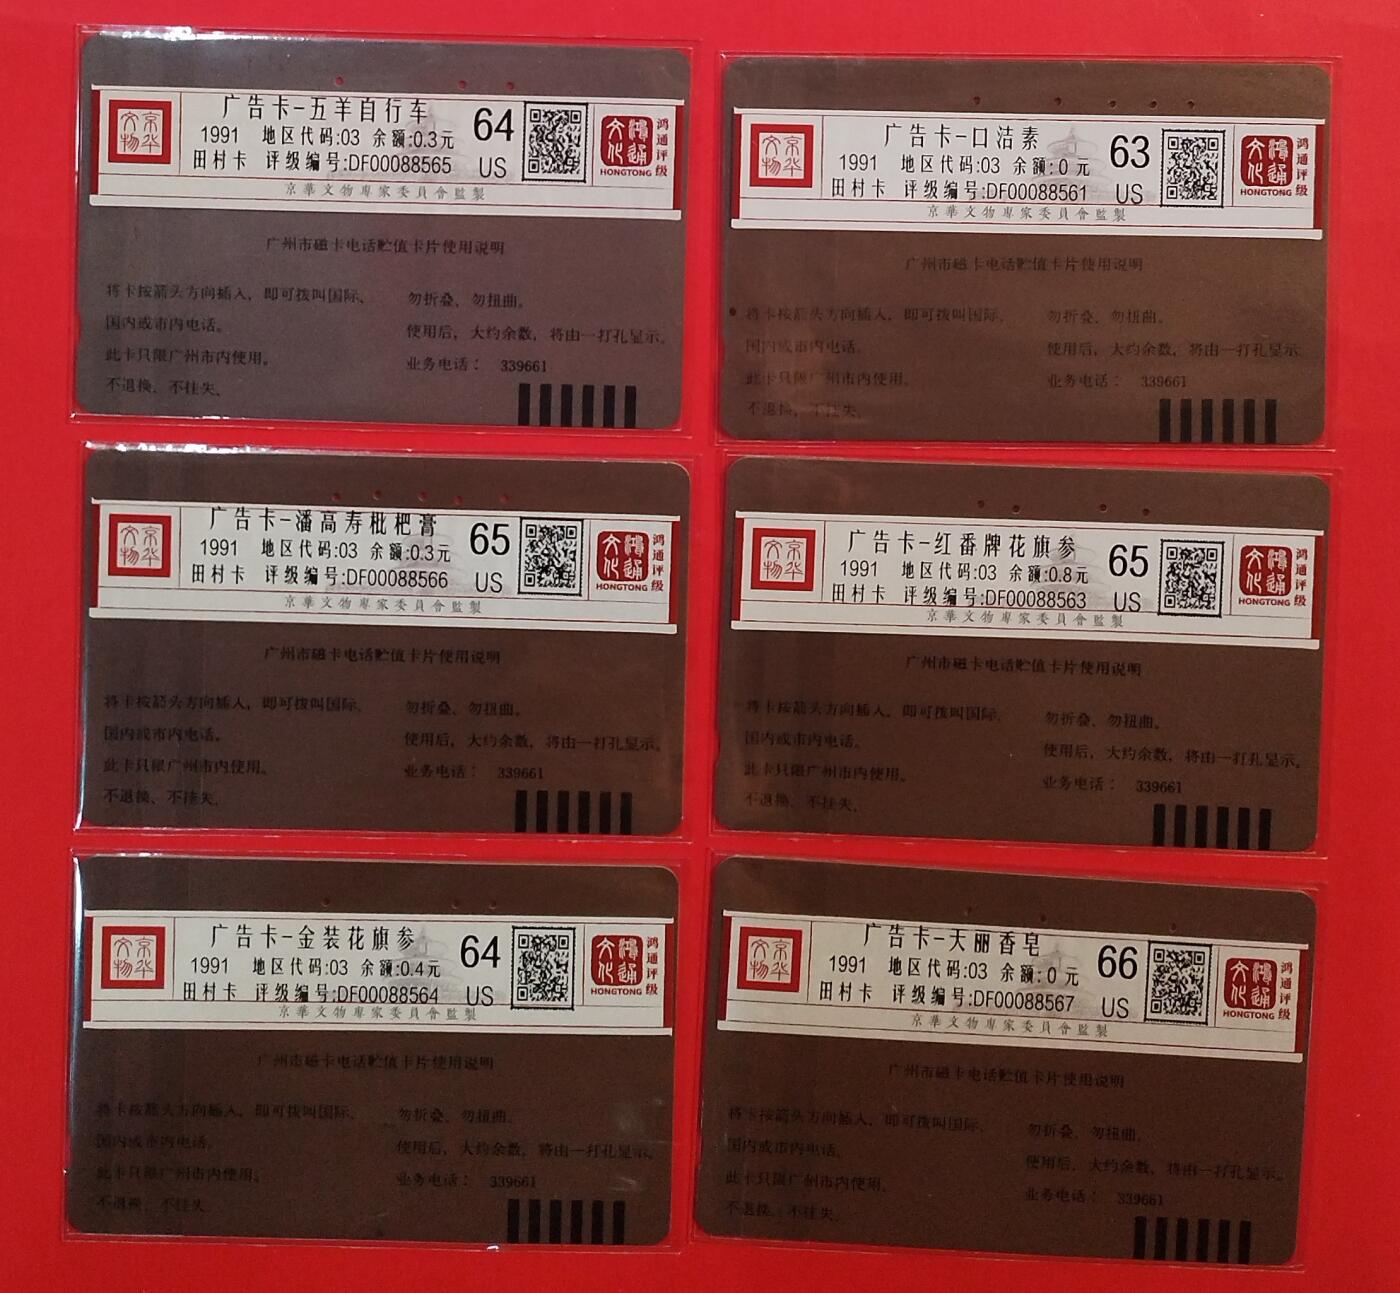 京华文物
广告卡-五羊自行车
64
1991 地区代码:03 余额:0.3元
田村卡 评级编号:DF00088565
US
京華文物專家委員會監製
鸿通文化
HONGTONG
鸿通评级
广州市磁卡电话贮值卡片使用说明
将卡按箭头方向插入，即可拨叫国际、
国内或市内电话。
此卡只限广州市内使用。
不退换、不挂失。
勿折叠、勿扭曲。
使用后，大约余数，将由一打孔显示。
业务电话： 339661
京华文物
广告卡-口洁素
63
1991 地区代码:03 余额:0 元
田村卡 评级编号:DF00088561
US
京華文物專家委員會監製
鸿通文化
HONGTONG
鸿通评级
广州市磁卡电话贮值卡片使用说明
将卡按箭头方向插入，即可拨叫国际、
国内或市内电话。
此卡只限广州市内使用。
不退换、不挂失。
勿折叠、勿扭曲。
使用后，大约余数，将由一打孔显示。
业务电话： 339661
京华文物
广告卡-潘高寿枇杷膏
65
1991 地区代码:03 余额:0.3元
田村卡 评级编号:DF00088566
US
京華文物專家委員會監製
鸿通文化
HONGTONG
鸿通评级
广州市磁卡电话贮值卡片使用说明
将卡按箭头方向插入，即可拨叫国际、
国内或市内电话。
此卡只限广州市内使用。
不退换、不挂失。
勿折叠、勿扭曲。
使用后，大约余数，将由一打孔显示。
业务电话： 339661
京华文物
广告卡-红番牌花旗参
65
1991 地区代码:03 余额:0.8元
田村卡 评级编号:DF00088563
US
京華文物專家委員會監製
鸿通文化
HONGTONG
鸿通评级
广州市磁卡电话贮值卡片使用说明
将卡按箭头方向插入，即可拨叫国际、
国内或市内电话。
此卡只限广州市内使用。
不退换、不挂失。
勿折叠、勿扭曲。
使用后，大约余数，将由一打孔显示。
业务电话： 339661
京华文物
广告卡-金装花旗参
64
1991 地区代码:03 余额:0.4元
田村卡 评级编号:DF00088564
US
京華文物專家委員會監製
鸿通文化
HONGTONG
鸿通评级
广州市磁卡电话贮值卡片使用说明
将卡按箭头方向插入，即可拨叫国际、
国内或市内电话。
此卡只限广州市内使用。
不退换、不挂失。
勿折叠、勿扭曲。
使用后，大约余数，将由一打孔显示。
业务电话： 339661
京华文物
广告卡-天丽香皂
66
1991 地区代码:03 余额:0 元
田村卡 评级编号:DF00088567
US
京華文物專家委員會監製
鸿通文化
HONGTONG
鸿通评级
广州市磁卡电话贮值卡片使用说明
将卡按箭头方向插入，即可拨叫国际、
国内或市内电话。
此卡只限广州市内使用。
不退换、不挂失。
勿折叠、勿扭曲。
使用后，大约余数，将由一打孔显示。
业务电话： 339661